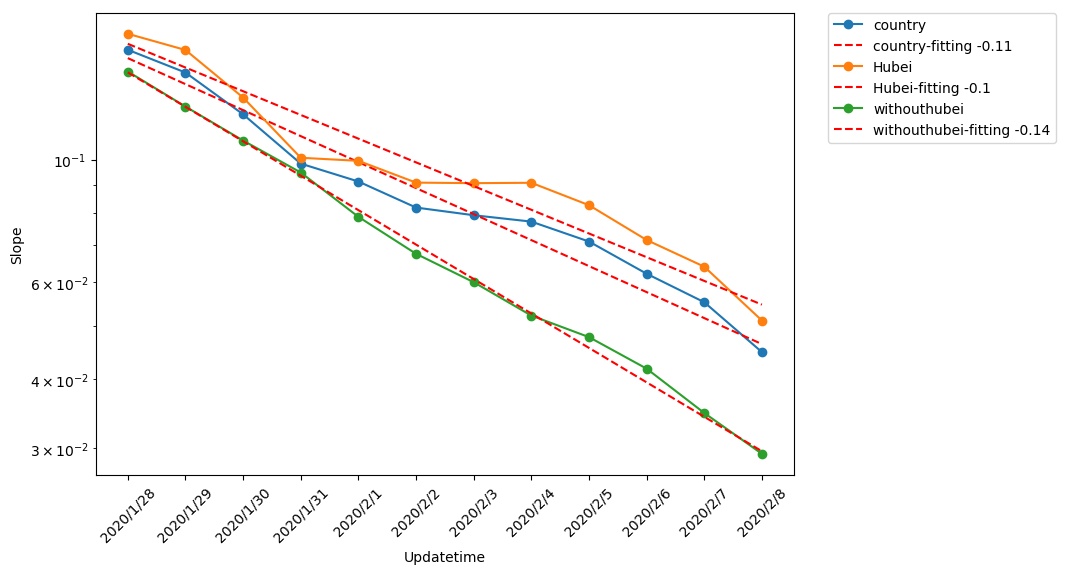 country
country-fitting -0.11
Hubei
Hubei-fitting -0.1
withouthubei
withouthubei-fitting -0.14
Slope
10⁻¹
6 × 10⁻²
4 × 10⁻²
3 × 10⁻²
2020/1/28
2020/1/29
2020/1/30
2020/1/31
2020/2/1
2020/2/2
2020/2/3
2020/2/4
2020/2/5
2020/2/6
2020/2/7
2020/2/8
Updatetime